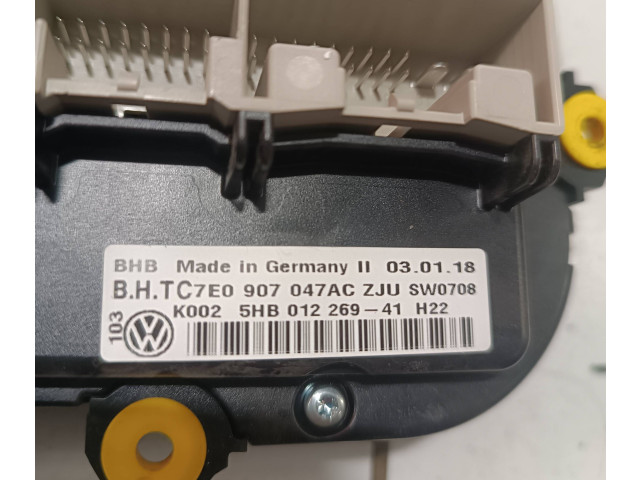 BHB Made in Germany II 03.01.18
B.H.TC7E0 907 047AC ZJU SW0708
K002 5HB 012 269-41 H22
103
VW